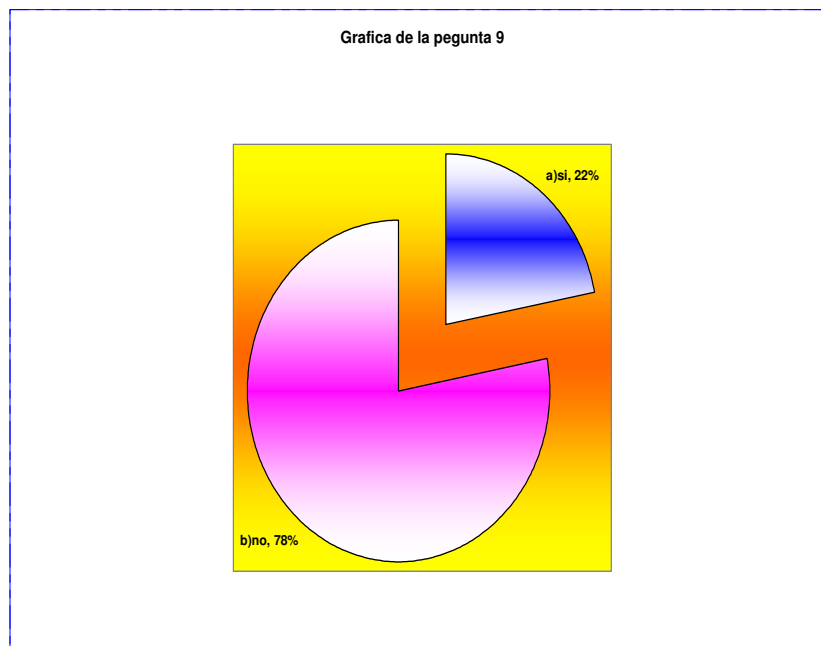 Grafica de la pegunta 9
a)si, 22%
b)no, 78%